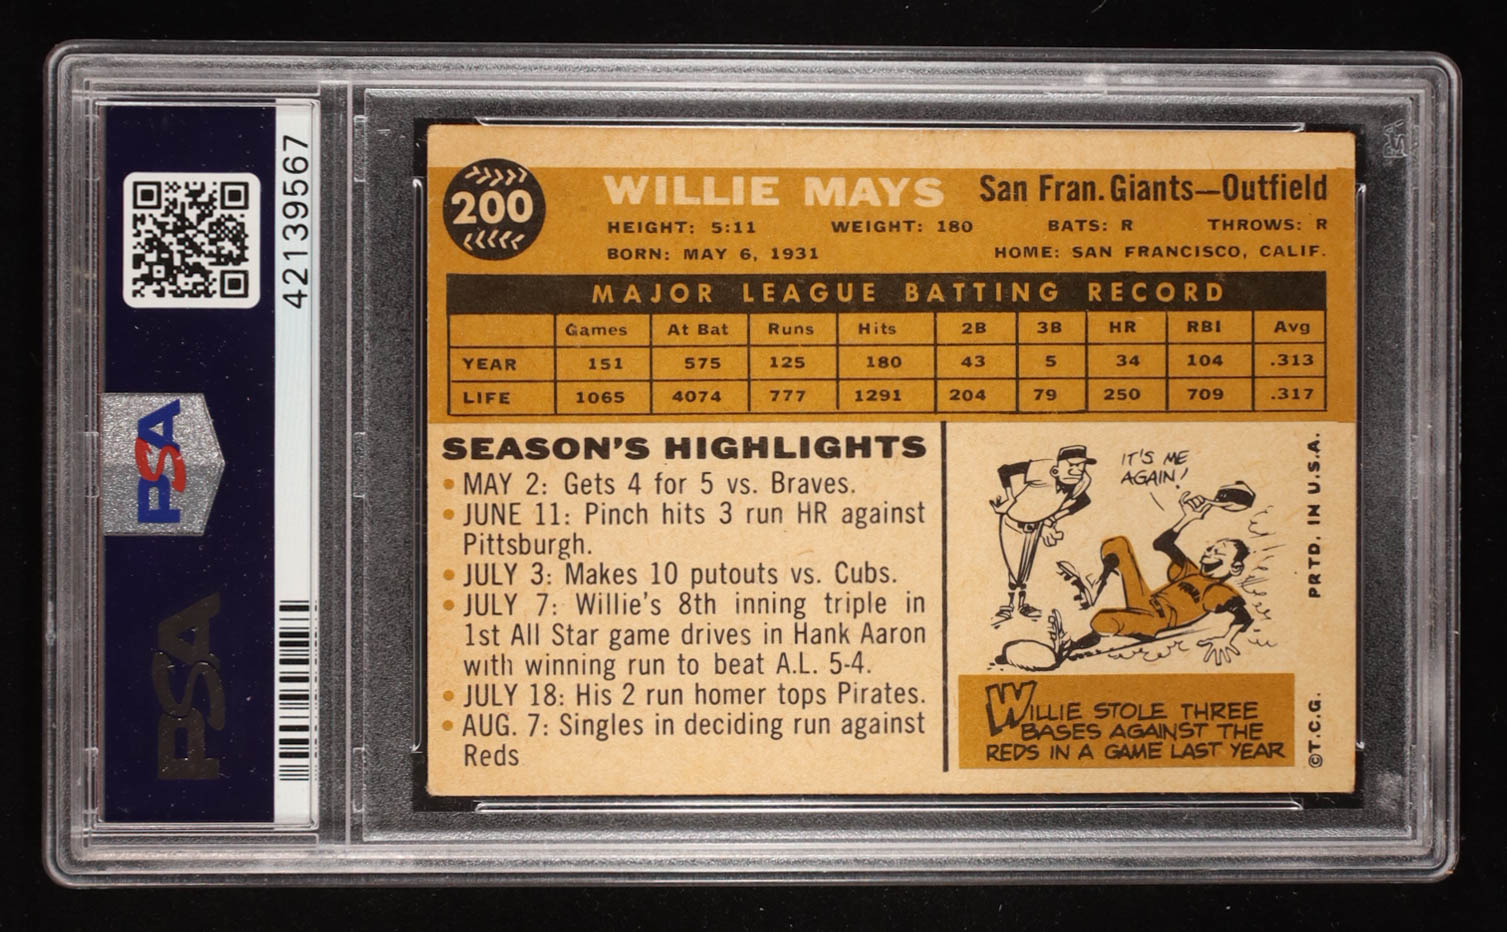 42139567
PSA
PSA
200
WILLIE MAYS
San Fran. Giants—Outfield
HEIGHT: 5:11 WEIGHT: 180 BATS: R THROWS: R
BORN: MAY 6, 1931 HOME: SAN FRANCISCO, CALIF.
MAJOR LEAGUE BATTING RECORD
Games At Bat Runs Hits 2B 3B HR RBI Avg
YEAR 151 575 125 180 43 5 34 104 .313
LIFE 1065 4074 777 1291 204 79 250 709 .317
SEASON'S HIGHLIGHTS
• MAY 2: Gets 4 for 5 vs. Braves.
• JUNE 11: Pinch hits 3 run HR against
Pittsburgh.
• JULY 3: Makes 10 putouts vs. Cubs.
• JULY 7: Willie's 8th inning triple in
1st All Star game drives in Hank Aaron
with winning run to beat A.L. 5-4.
• JULY 18: His 2 run homer tops Pirates.
• AUG. 7: Singles in deciding run against
Reds
IT'S ME
AGAIN!
WILLIE STOLE THREE
BASES AGAINST THE
REDS IN A GAME LAST YEAR
©T.C.G. PRTD. IN U.S.A.